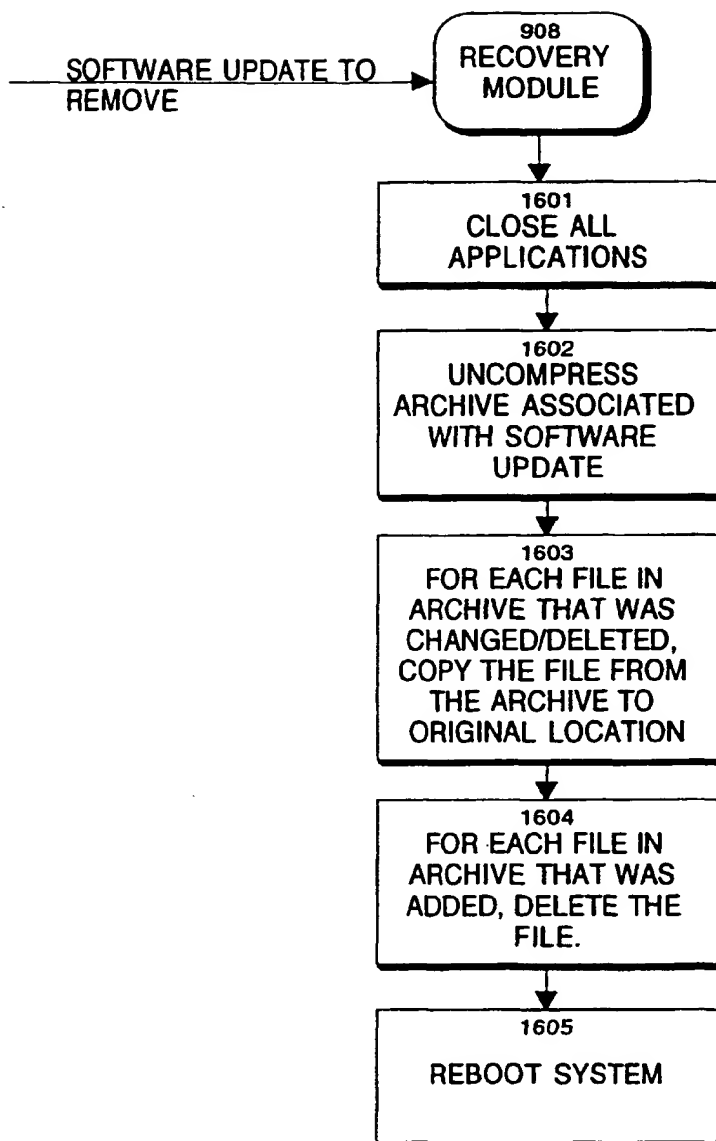 908
RECOVERY
MODULE
SOFTWARE UPDATE TO
REMOVE
1601
CLOSE ALL
APPLICATIONS
1602
UNCOMPRESS
ARCHIVE ASSOCIATED
WITH SOFTWARE
UPDATE
1603
FOR EACH FILE IN
ARCHIVE THAT WAS
CHANGED/DELETED,
COPY THE FILE FROM
THE ARCHIVE TO
ORIGINAL LOCATION
1604
FOR EACH FILE IN
ARCHIVE THAT WAS
ADDED, DELETE THE
FILE.
1605
REBOOT SYSTEM